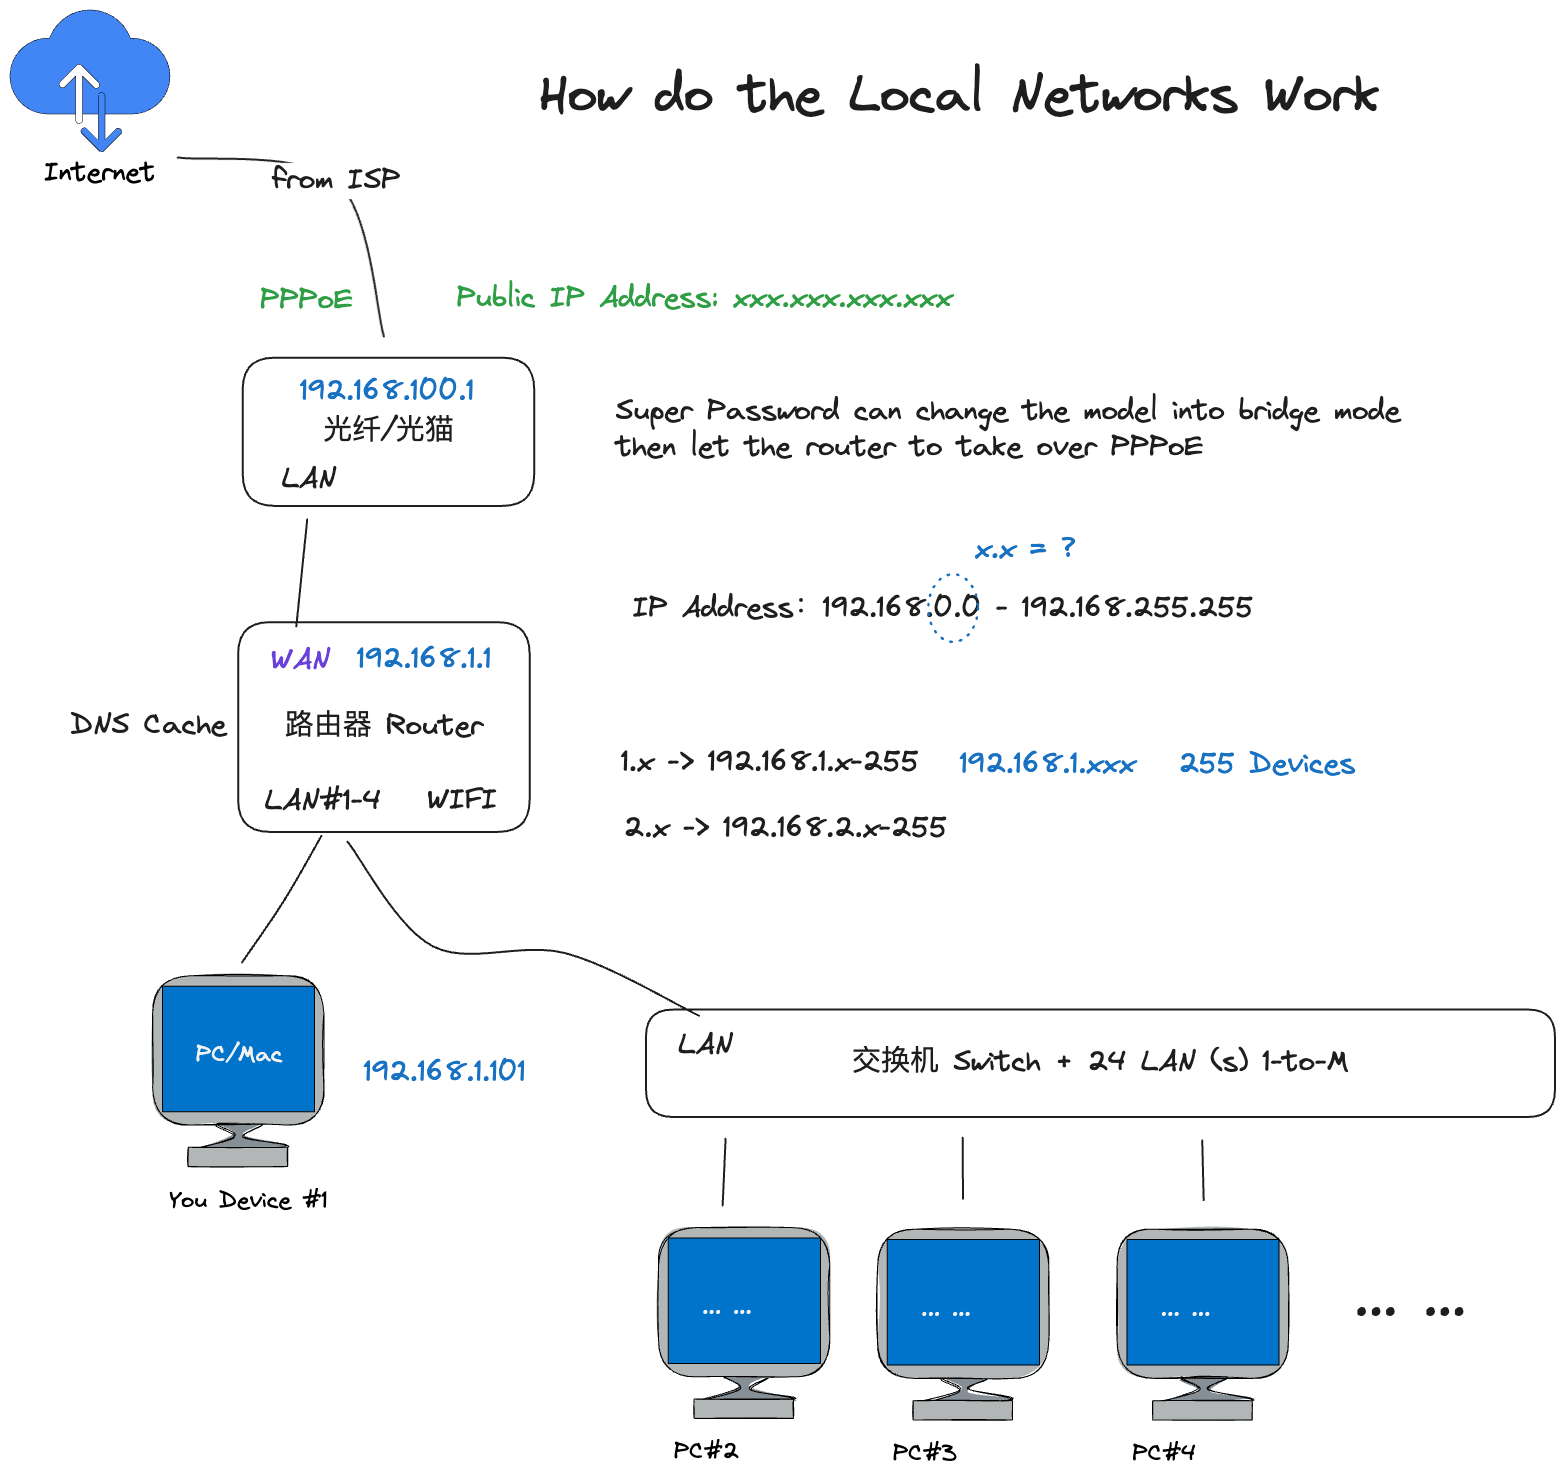 How do the Local Networks Work
Internet
from ISP
PPPoE
Public IP Address: xxx.xxx.xxx.xxx
192.168.100.1
光纤/光猫
LAN
Super Password can change the model into bridge mode
then let the router to take over PPPoE
x.x = ?
IP Address: 192.168.0.0 - 192.168.255.255
WAN 192.168.1.1
DNS Cache
路由器 Router
LAN#1-4 WIFI
1.x -> 192.168.1.x-255
192.168.1.xxx
255 Devices
2.x -> 192.168.2.x-255
PC/Mac
192.168.1.101
You Device #1
LAN
交换机 Switch + 24 LAN (s) 1-to-M
... ...
... ...
... ...
... ...
PC#2
PC#3
PC#4